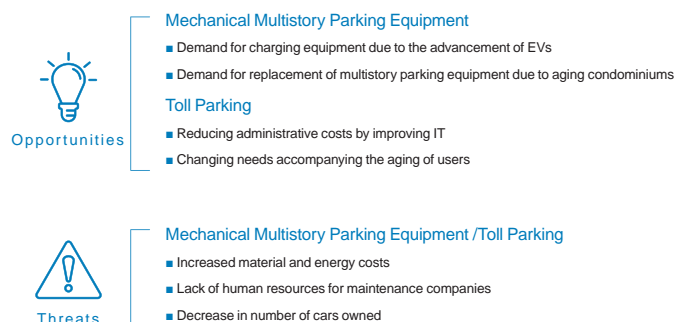 Mechanical Multistory Parking Equipment
■ Demand for charging equipment due to the advancement of EVs
■ Demand for replacement of multistory parking equipment due to aging condominiums
Toll Parking
■ Reducing administrative costs by improving IT
■ Changing needs accompanying the aging of users
Opportunities
Mechanical Multistory Parking Equipment /Toll Parking
■ Increased material and energy costs
■ Lack of human resources for maintenance companies
■ Decrease in number of cars owned
Threats